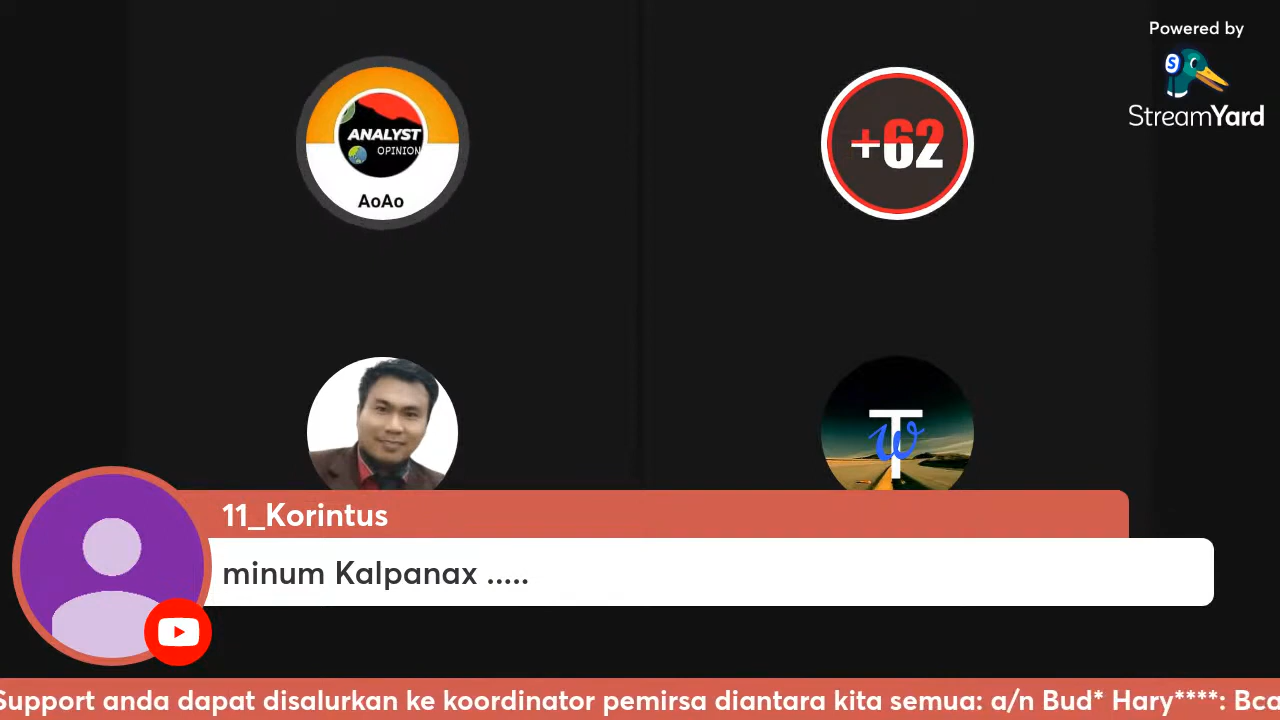 Powered by
StreamYard
ANALYST
OPINION
AoAo
+62
T
w
11_Korintus
minum Kalpanax .....
Support anda dapat disalurkan ke koordinator pemirsa diantara kita semua: a/n Bud* Hary****: Bca